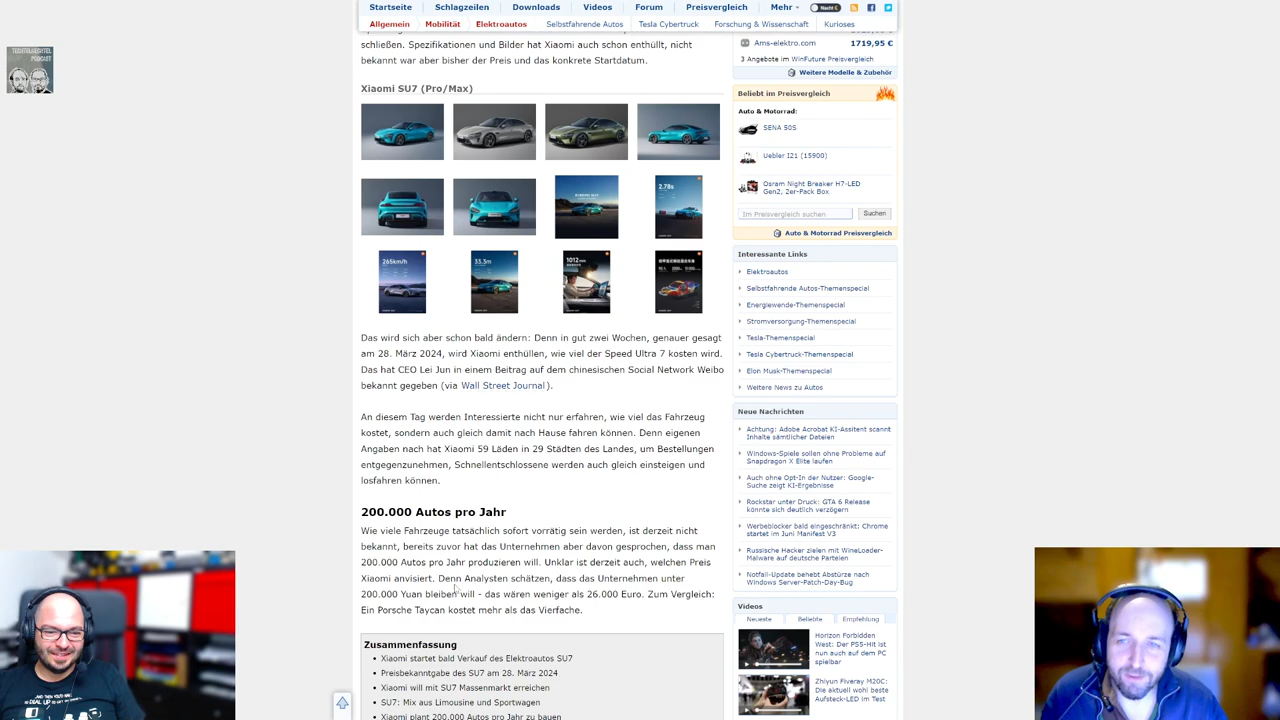 Startseite
Schlagzeilen
Downloads
Videos
Forum
Preisvergleich
Mehr
Allgemein
Mobilität
Elektroautos
Selbstfahrende Autos
Tesla Cybertruck
Forschung & Wissenschaft
Kurioses
TECHTELMECHTEL
PODCAST
schließen. Spezifikationen und Bilder hat Xiaomi auch schon enthüllt, nicht
bekannt war aber bisher der Preis und das konkrete Startdatum.
Xiaomi SU7 (Pro/Max)
2.78s
265km/h
33.3m
Das wird sich aber schon bald ändern: Denn in gut zwei Wochen, genauer gesagt
am 28. März 2024, wird Xiaomi enthüllen, wie viel der Speed Ultra 7 kosten wird.
Das hat CEO Lei Jun in einem Beitrag auf dem chinesischen Social Network Weibo
bekannt gegeben (via Wall Street Journal).
An diesem Tag werden Interessierte nicht nur erfahren, wie viel das Fahrzeug
kostet, sondern auch gleich damit nach Hause fahren können. Denn eigenen
Angaben nach hat Xiaomi 59 Läden in 29 Städten des Landes, um Bestellungen
entgegenzunehmen, Schnellentschlossene werden auch gleich einsteigen und
losfahren können.
200.000 Autos pro Jahr
Wie viele Fahrzeuge tatsächlich sofort vorrätig sein werden, ist derzeit nicht
bekannt, bereits zuvor hat das Unternehmen aber davon gesprochen, dass man
200.000 Autos pro Jahr produzieren will. Unklar ist derzeit auch, welchen Preis
Xiaomi anvisiert. Denn Analysten schätzen, dass das Unternehmen unter
200.000 Yuan bleiben will - das wären weniger als 26.000 Euro. Zum Vergleich:
Ein Porsche Taycan kostet mehr als das Vierfache.
Zusammenfassung
Xiaomi startet bald Verkauf des Elektroautos SU7
Preisbekanntgabe des SU7 am 28. März 2024
Xiaomi will mit SU7 Massenmarkt erreichen
SU7: Mix aus Limousine und Sportwagen
Xiaomi plant 200.000 Autos pro Jahr zu bauen
Ams-elektro.com
1719,95 €
3 Angebote im WinFuture Preisvergleich
Weitere Modelle & Zubehör
Beliebt im Preisvergleich
Auto & Motorrad:
SENA 50S
Uebler I21 (15900)
Osram Night Breaker H7-LED
Gen2, 2er-Pack Box
Im Preisvergleich suchen
Suchen
Auto & Motorrad Preisvergleich
Interessante Links
Elektroautos
Selbstfahrende Autos-Themenspecial
Energiewende-Themenspecial
Stromversorgung-Themenspecial
Tesla-Themenspecial
Tesla Cybertruck-Themenspecial
Elon Musk-Themenspecial
Weitere News zu Autos
Neue Nachrichten
Achtung: Adobe Acrobat KI-Assitent scannt
Inhalte sämtlicher Dateien
Windows-Spiele sollen ohne Probleme auf
Snapdragon X Elite laufen
Auch ohne Opt-In der Nutzer: Google-
Suche zeigt KI-Ergebnisse
Rockstar unter Druck: GTA 6 Release
könnte sich deutlich verzögern
Werbeblocker bald eingeschränkt: Chrome
startet im Juni Manifest V3
Russische Hacker zielen mit WineLoader-
Malware auf deutsche Parteien
Notfall-Update behebt Abstürze nach
Windows Server-Patch-Day-Bug
Videos
Neueste
Beliebte
Empfehlung
Horizon Forbidden
West: Der PS5-Hit ist
nun auch auf dem PC
spielbar
Zhiyun Fiveray M20C:
Die aktuell wohl beste
Aufsteck-LED im Test